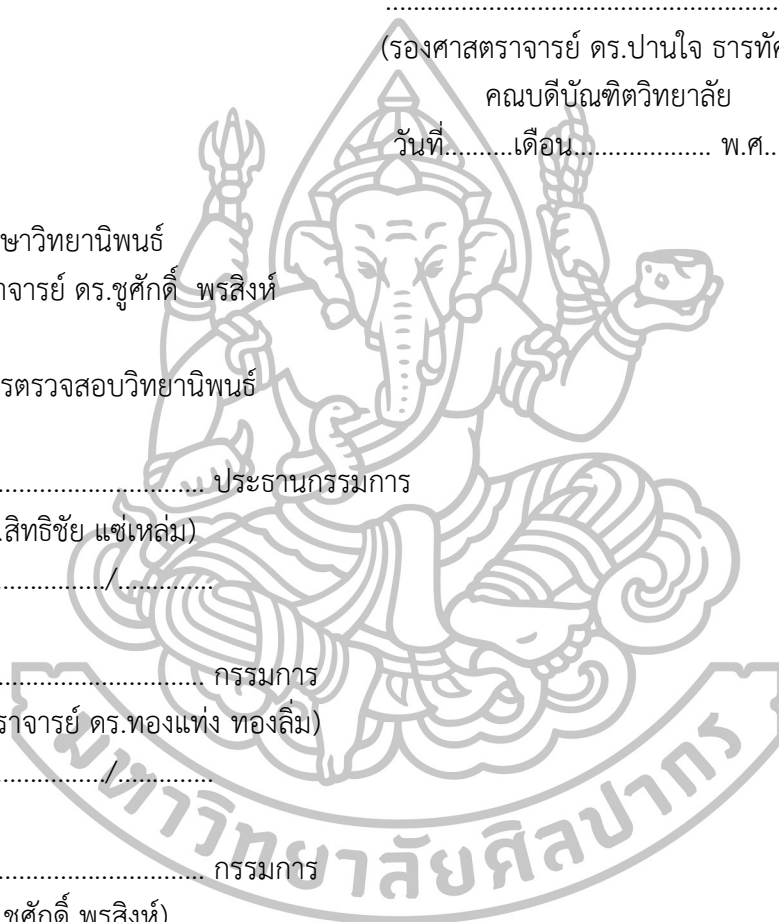 ........................................................
(รองศาสตราจารย์ ดร.ปานใจ
คณบดีบัณฑิตวิทยาลัย
วันที่..........เดือน.................... พ.ศ..
ษาวิทยานิพนธ์
าจารย์ ดร.ชูศักดิ์ พรสิงห์
รตรวจสอบวิทยานิพนธ์
.............................. ประธานกรรมการ
.สิทธิชัย แซ่เหล่ม)
................/..............
.............................. กรรมการ
ราจารย์ ดร.ทองแท่ง ทองลิ่ม)
................/..............
.............................. กรรมการ
ชูศักดิ์ พรสิงห์)
มหาวิทยาลัยศิลปากร